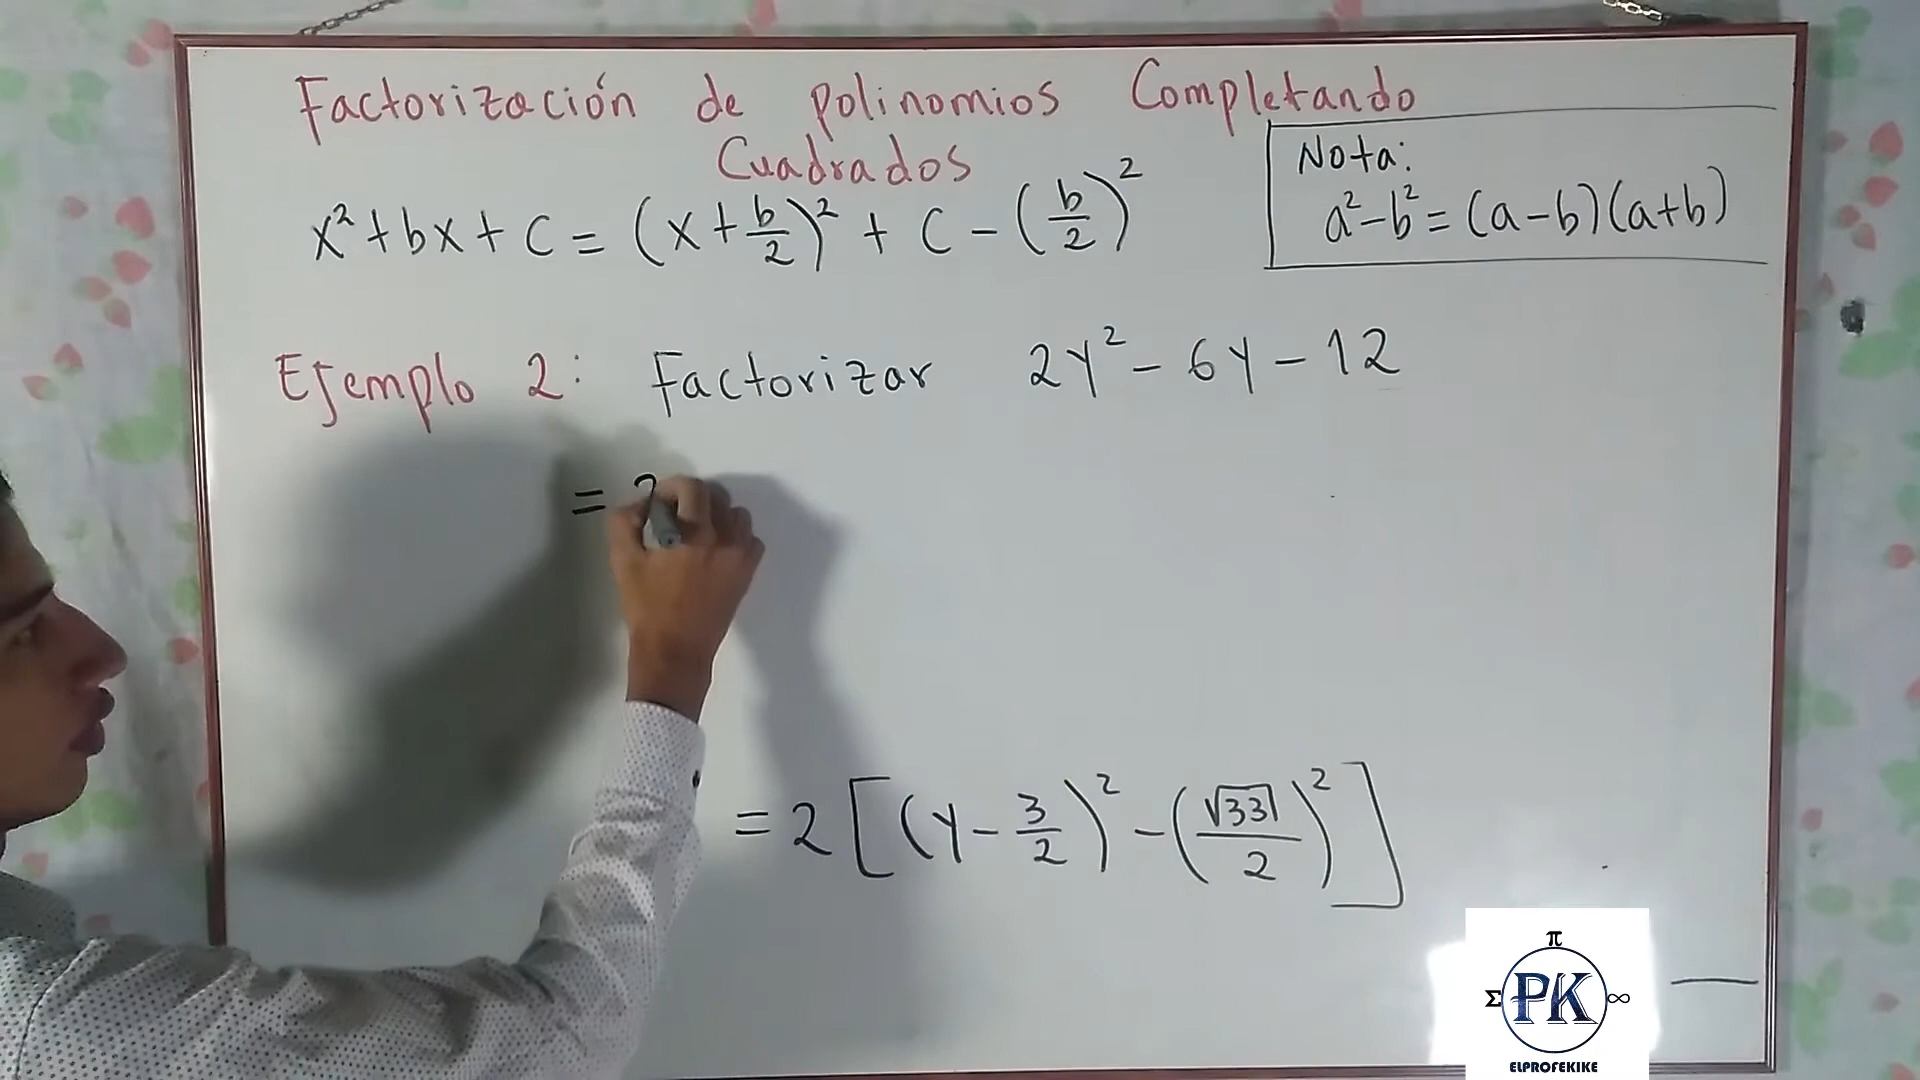 Factorización de polinomios Completando
Cuadrados
x² + bx + c = (x + b/2)² + c - (b/2)²
Nota:
a² - b² = (a - b)(a + b)
Ejemplo 2: Factorizar 2y² - 6y - 12
= 2
= 2[(y - 3/2)² - (√33/2)²]
π
Σ PK ∞
ELPROFEKIKE